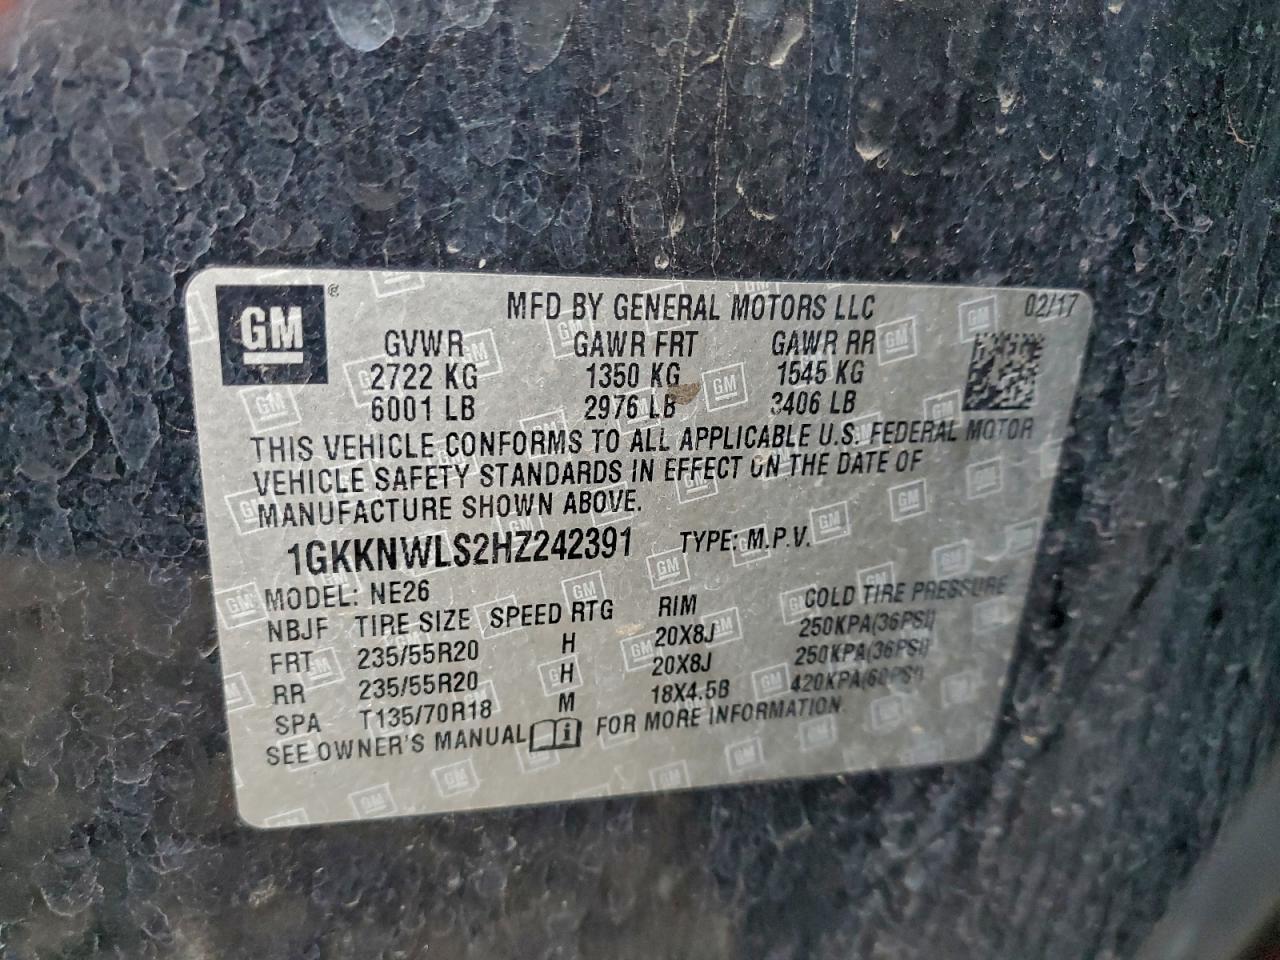 GM ® MFD BY GENERAL MOTORS LLC 02/17
GVWR GAWR FRT GAWR RR
2722 KG 1350 KG 1545 KG
6001 LB 2976 LB 3406 LB
THIS VEHICLE CONFORMS TO ALL APPLICABLE U.S. FEDERAL MOTOR
VEHICLE SAFETY STANDARDS IN EFFECT ON THE DATE OF
MANUFACTURE SHOWN ABOVE.
1GKKNWLS2HZ242391 TYPE: M.P.V.
MODEL: NE26
NBJF TIRE SIZE SPEED RTG RIM COLD TIRE PRESSURE
FRT 235/55R20 H 20X8J 250KPA(36PSI)
RR 235/55R20 H 20X8J 250KPA(36PSI)
SPA T135/70R18 M 18X4.5B 420KPA(60PSI)
SEE OWNER'S MANUAL FOR MORE INFORMATION